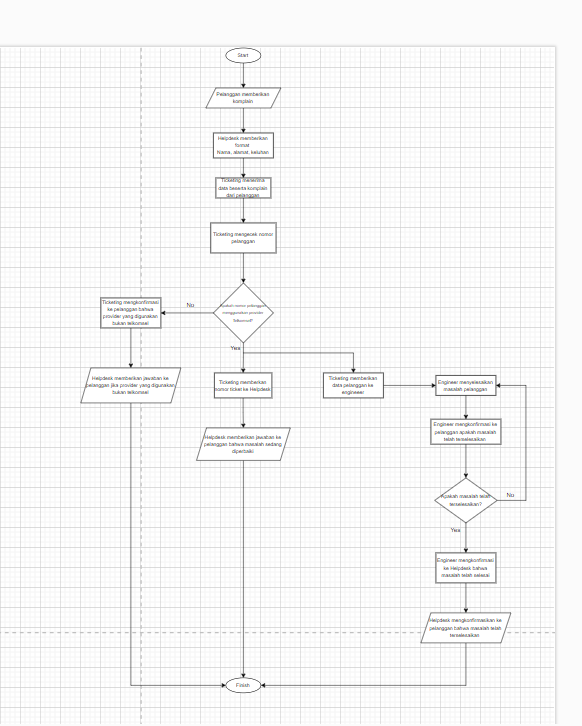 Start
Pelanggan memberikan
komplain
Helpdesk memberikan
format
Nama, alamat, keluhan
Ticketing menerima
data beserta komplain
dari pelanggan
Ticketing mengecek nomor
pelanggan
Apakah nomor pelanggan
menggunakan provider
Telkomsel?
No
Ticketing mengkonfirmasi
ke pelanggan bahwa
provider yang digunakan
bukan telkomsel
Yes
Helpdesk memberikan jawaban ke
pelanggan jika provider yang digunakan
bukan telkomsel
Ticketing memberikan
nomor ticket ke Helpdesk
Ticketing memberikan
data pelanggan ke
engineeer
Engineer menyelesaikan
masalah pelanggan
Helpdesk memberikan jawaban ke
pelanggan bahwa masalah sedang
diperbaiki
Engineer mengkonfirmasi ke
pelanggan apakah masalah
telah terselesaikan
Apakah masalah telah
terselesaikan?
No
Yes
Engineer mengkonfirmasi
ke Helpdesk bahwa
masalah telah selesai
Helpdesk mengkonfirmasikan ke
pelanggan bahwa masalah telah
terselesaikan
Finish